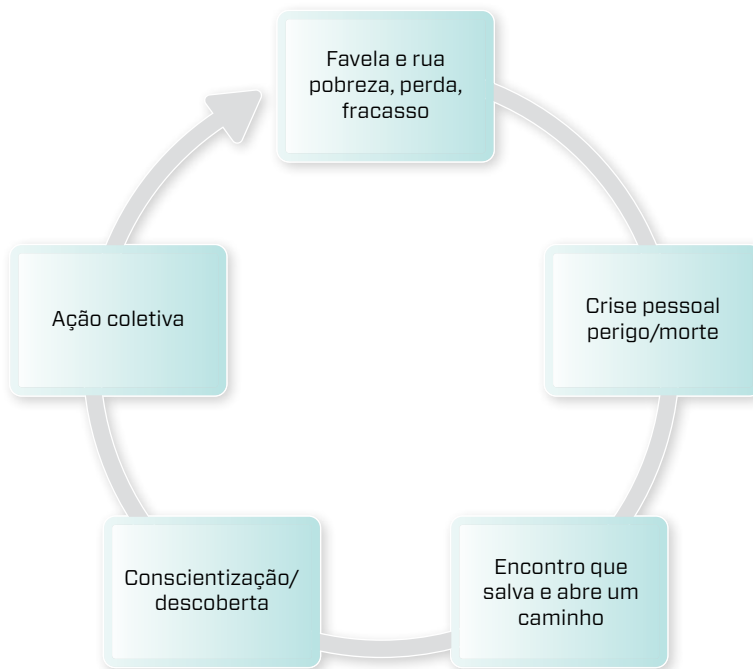 Favela e rua
pobreza, perda,
fracasso
Crise pessoal
perigo/morte
Encontro que
salva e abre um
caminho
Conscientização/
descoberta
Ação coletiva